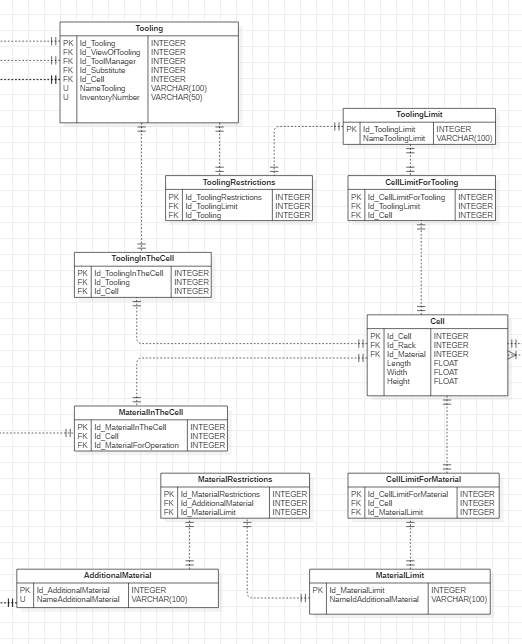 Tooling
PK Id_Tooling INTEGER
FK Id_ViewOfTooling INTEGER
FK Id_ToolManager INTEGER
FK Id_Substitute INTEGER
FK Id_Cell INTEGER
U NameTooling VARCHAR(100)
U InventoryNumber VARCHAR(50)
ToolingLimit
PK Id_ToolingLimit INTEGER
NameToolingLimit VARCHAR(100)
ToolingRestrictions
PK Id_ToolingRestrictions INTEGER
FK Id_ToolingLimit INTEGER
FK Id_Tooling INTEGER
CellLimitForTooling
PK Id_CellLimitForTooling INTEGER
FK Id_ToolingLimit INTEGER
FK Id_Cell INTEGER
ToolingInTheCell
PK Id_ToolingInTheCell INTEGER
FK Id_Tooling INTEGER
FK Id_Cell INTEGER
Cell
PK Id_Cell INTEGER
FK Id_Rack INTEGER
FK Id_Material INTEGER
Length FLOAT
Width FLOAT
Height FLOAT
MaterialInTheCell
PK Id_MaterialInTheCell INTEGER
FK Id_Cell INTEGER
FK Id_MaterialForOperation INTEGER
MaterialRestrictions
PK Id_MaterialRestrictions INTEGER
FK Id_AdditionalMaterial INTEGER
FK Id_MaterialLimit INTEGER
CellLimitForMaterial
PK Id_CellLimitForMaterial INTEGER
FK Id_Cell INTEGER
FK Id_MaterialLimit INTEGER
AdditionalMaterial
PK Id_AdditionalMaterial INTEGER
U NameAdditionalMaterial VARCHAR(100)
MaterialLimit
PK Id_MaterialLimit INTEGER
NameIdAdditionalMaterial VARCHAR(100)